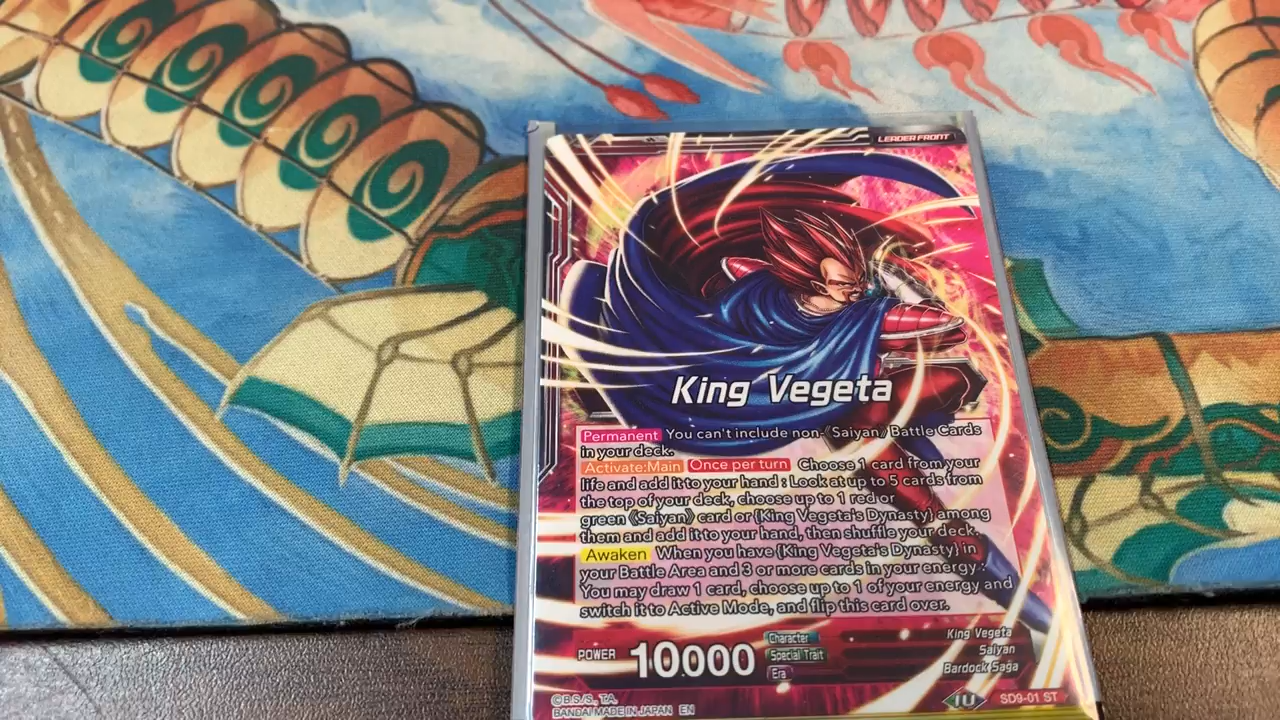 LEADER FRONT
King Vegeta
Permanent You can't include non-《Saiyan》 Battle Cards
in your deck.
Activate:Main Once per turn Choose 1 card from your
life and add it to your hand : Look at up to 5 cards from
the top of your deck, choose up to 1 red or
green 《Saiyan》 card or {King Vegeta's Dynasty} among
them and add it to your hand, then shuffle your deck.
Awaken When you have {King Vegeta's Dynasty} in
your Battle Area and 3 or more cards in your energy :
You may draw 1 card, choose up to 1 of your energy and
switch it to Active Mode, and flip this card over.
POWER 10000
Character King Vegeta
Special Trait Saiyan
Era Bardock Saga
©B.S./S., T.A.
BANDAI MADE IN JAPAN EN
IU SD9-01 ST